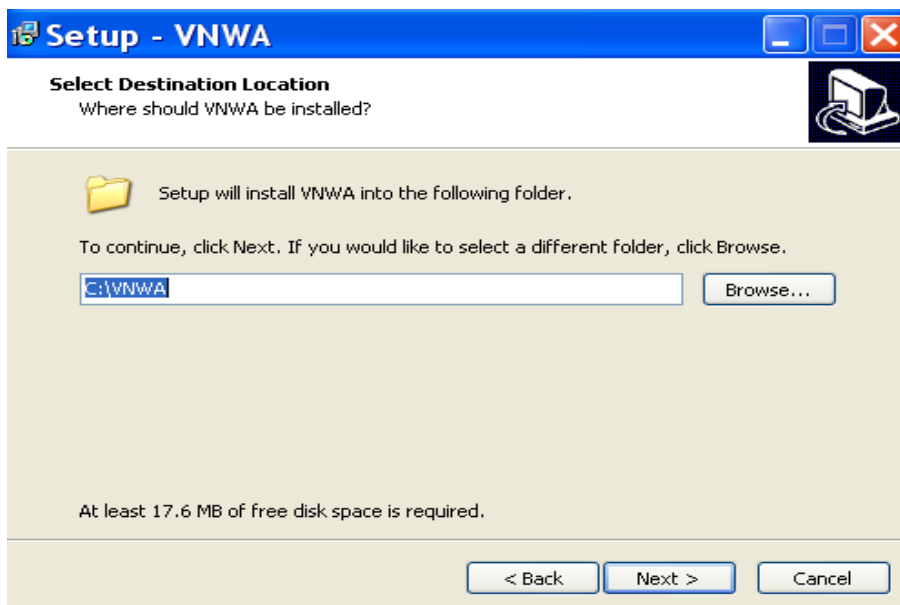 Setup - VNWA
Select Destination Location
Where should VNWA be installed?
Setup will install VNWA into the following folder.
To continue, click Next. If you would like to select a different folder, click Browse.
C:\VNWA
Browse...
At least 17.6 MB of free disk space is required.
< Back
Next >
Cancel